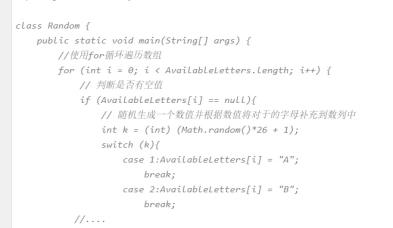 class Random {
public static void main(String[] args) {
//使用for循环遍历数组
for (int i = 0; i < AvailableLetters.length; i++) {
// 判断是否有空值
if (AvailableLetters[i] == null){
// 随机生成一个数值并根据数值将对于的字母补充到数列中
int k = (int) (Math.random()*26 + 1);
switch (k){
case 1:AvailableLetters[i] = "A";
break;
case 2:AvailableLetters[i] = "B";
break;
//....